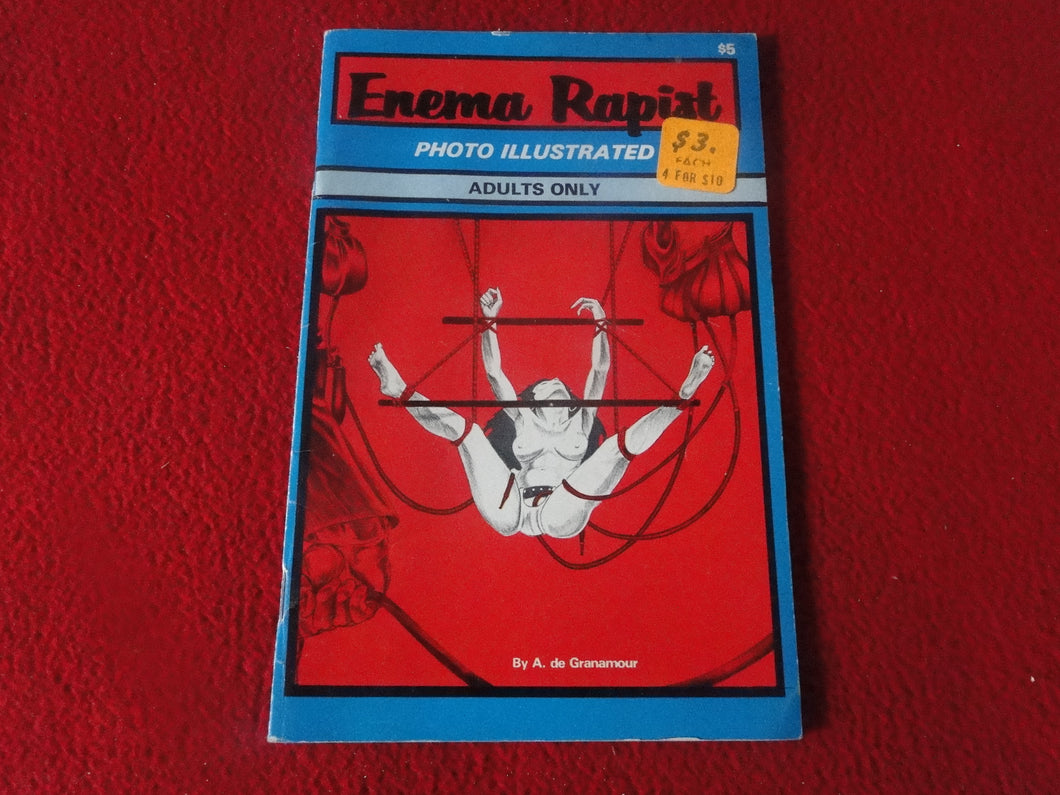 $5
Enema Rapist
PHOTO ILLUSTRATED
$3.
EACH
4 FOR $10
ADULTS ONLY
By A. de Granamour